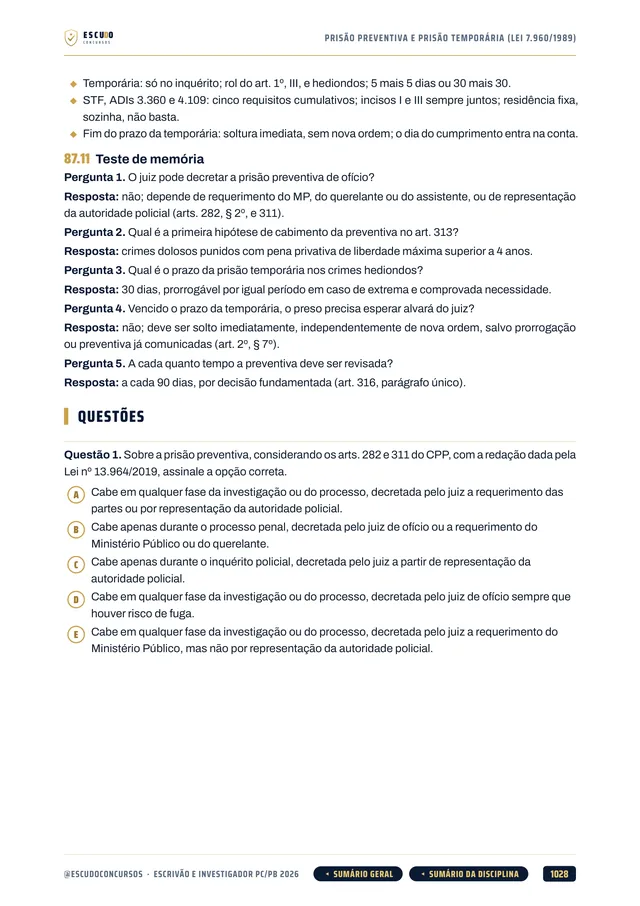 ESCUDO
CONCURSOS
PRISÃO PREVENTIVA E PRISÃO TEMPORÁRIA (LEI 7.960/1989)
Temporária: só no inquérito; rol do art. 1º, III, e hediondos; 5 mais 5 dias ou 30 mais 30.
STF, ADIs 3.360 e 4.109: cinco requisitos cumulativos; incisos I e III sempre juntos; residência fixa,
sozinha, não basta.
Fim do prazo da temporária: soltura imediata, sem nova ordem; o dia do cumprimento entra na conta.
87.11 Teste de memória
Pergunta 1. O juiz pode decretar a prisão preventiva de ofício?
Resposta: não; depende de requerimento do MP, do querelante ou do assistente, ou de representação
da autoridade policial (arts. 282, § 2º, e 311).
Pergunta 2. Qual é a primeira hipótese de cabimento da preventiva no art. 313?
Resposta: crimes dolosos punidos com pena privativa de liberdade máxima superior a 4 anos.
Pergunta 3. Qual é o prazo da prisão temporária nos crimes hediondos?
Resposta: 30 dias, prorrogável por igual período em caso de extrema e comprovada necessidade.
Pergunta 4. Vencido o prazo da temporária, o preso precisa esperar alvará do juiz?
Resposta: não; deve ser solto imediatamente, independentemente de nova ordem, salvo prorrogação
ou preventiva já comunicadas (art. 2º, § 7º).
Pergunta 5. A cada quanto tempo a preventiva deve ser revisada?
Resposta: a cada 90 dias, por decisão fundamentada (art. 316, parágrafo único).
QUESTÕES
Questão 1. Sobre a prisão preventiva, considerando os arts. 282 e 311 do CPP, com a redação dada pela
Lei nº 13.964/2019, assinale a opção correta.
A Cabe em qualquer fase da investigação ou do processo, decretada pelo juiz a requerimento das
partes ou por representação da autoridade policial.
B Cabe apenas durante o processo penal, decretada pelo juiz de ofício ou a requerimento do
Ministério Público ou do querelante.
C Cabe apenas durante o inquérito policial, decretada pelo juiz a partir de representação da
autoridade policial.
D Cabe em qualquer fase da investigação ou do processo, decretada pelo juiz de ofício sempre que
houver risco de fuga.
E Cabe em qualquer fase da investigação ou do processo, decretada pelo juiz a requerimento do
Ministério Público, mas não por representação da autoridade policial.
@ESCUDOCONCURSOS · ESCRIVÃO E INVESTIGADOR PC/PB 2026
SUMÁRIO GERAL
SUMÁRIO DA DISCIPLINA
1028